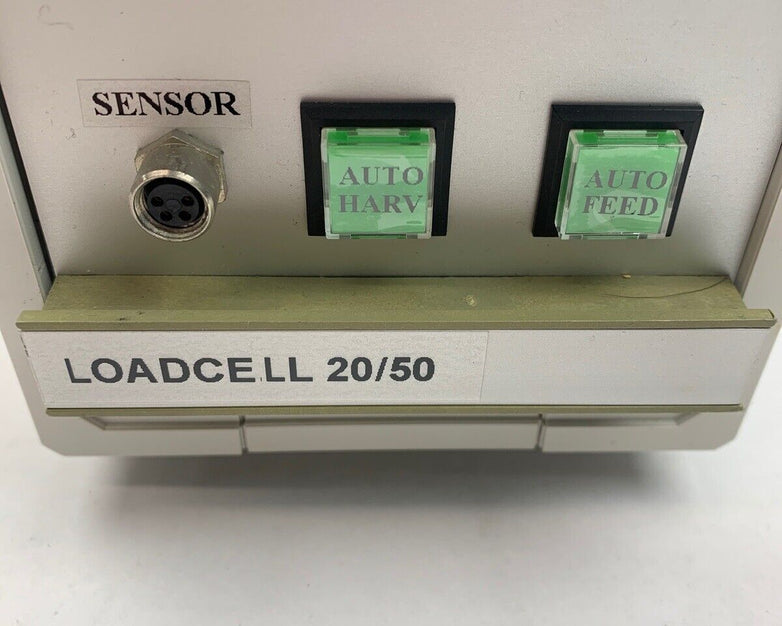 SENSOR
AUTO
HARV
AUTO
FEED
LOADCELL 20/50